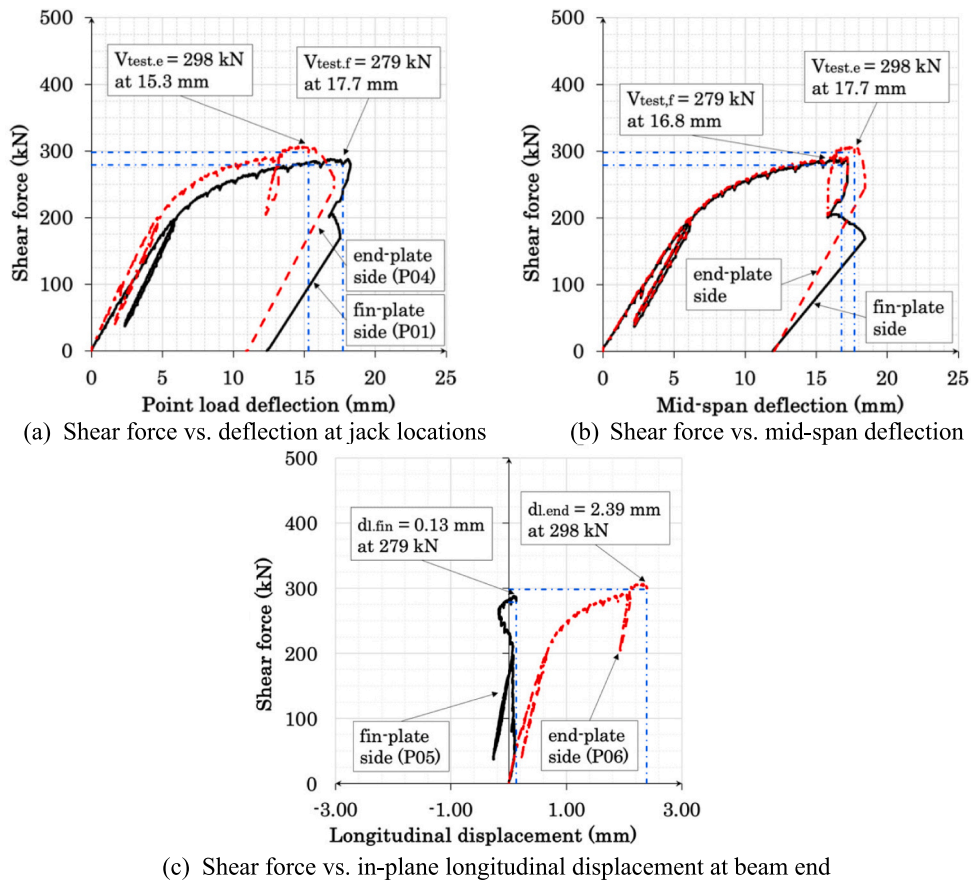 500
400
300
200
100
0
Shear force (kN)
Vtest.e = 298 kN
at 15.3 mm
Vtest.f = 279 kN
at 17.7 mm
end-plate
side (P04)
fin-plate
side (P01)
0 5 10 15 20 25
Point load deflection (mm)
(a) Shear force vs. deflection at jack locations
500
400
300
200
100
0
Shear force (kN)
Vtest,f = 279 kN
at 16.8 mm
Vtest.e = 298 kN
at 17.7 mm
end-plate
side
fin-plate
side
0 5 10 15 20 25
Mid-span deflection (mm)
(b) Shear force vs. mid-span deflection
500
400
300
200
100
0
Shear force (kN)
dl.fin = 0.13 mm
at 279 kN
dl.end = 2.39 mm
at 298 kN
fin-plate
side (P05)
end-plate
side (P06)
-3.00 -1.00 1.00 3.00
Longitudinal displacement (mm)
(c) Shear force vs. in-plane longitudinal displacement at beam end